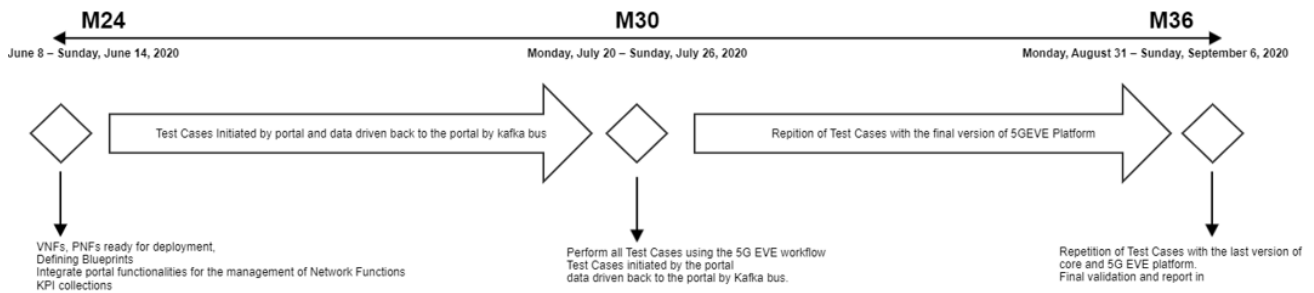 M24
M30
M36
June 8 – Sunday, June 14, 2020
Monday, July 20 – Sunday, July 26, 2020
Monday, August 31 – Sunday, September 6, 2020
Test Cases Initiated by portal and data driven back to the portal by kafka bus
Repition of Test Cases with the final version of 5GEVE Platform
VNFs, PNFs ready for deployment,
Defining Blueprints
Integrate portal functionalities for the management of Network Functions
KPI collections
Perform all Test Cases using the 5G EVE workflow
Test Cases initiated by the portal
data driven back to the portal by Kafka bus.
Repetition of Test Cases with the last version of
core and 5G EVE platform.
Final validation and report in